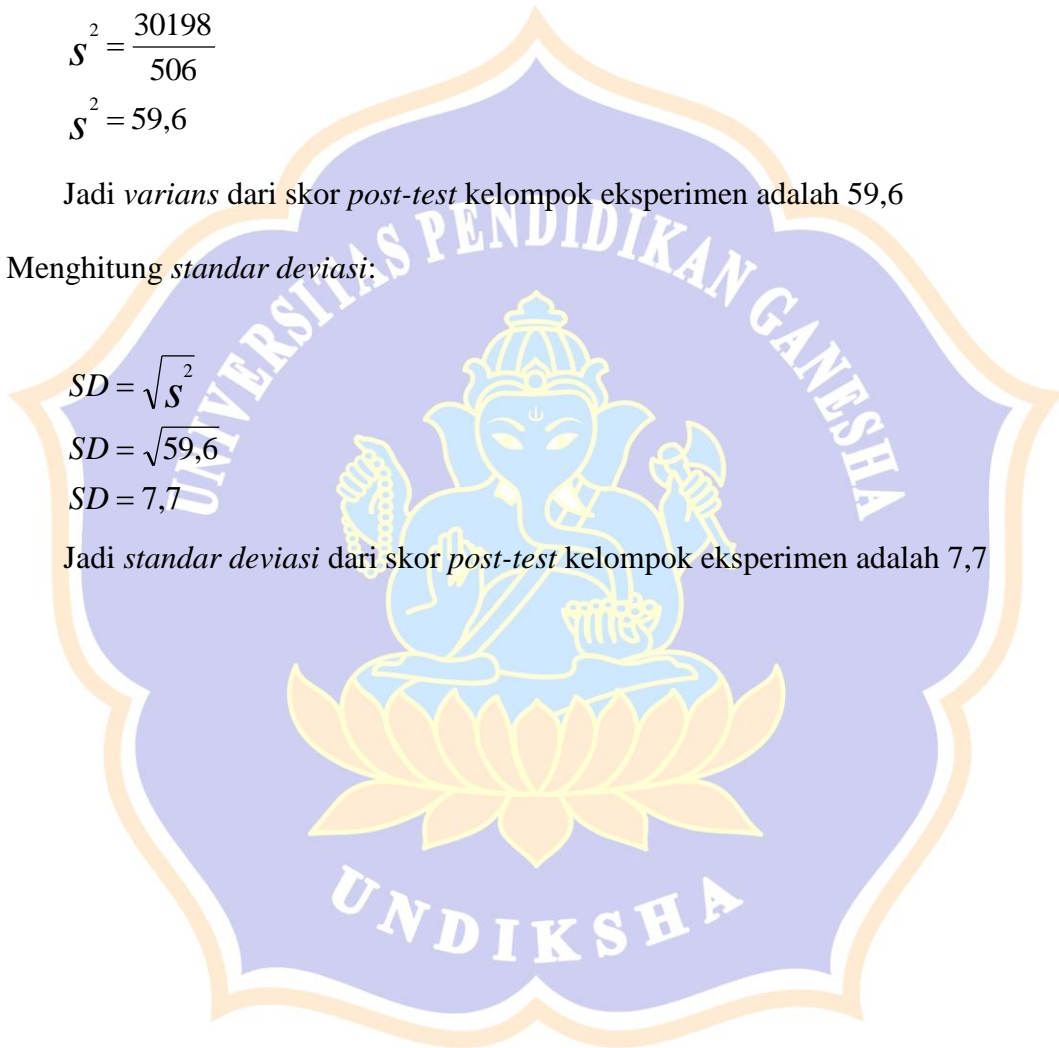 s² = 30198/506
s² = 59,6
Jadi varians dari skor post-test kelompok eksperimen adalah 59,6
Menghitung standar deviasi:
SD = √s²
SD = √59,6
SD = 7,7
Jadi standar deviasi dari skor post-test kelompok eksperimen adalah 7,7
UNIVERSITAS PENDIDIKAN GANESHA
UNDIKSHA